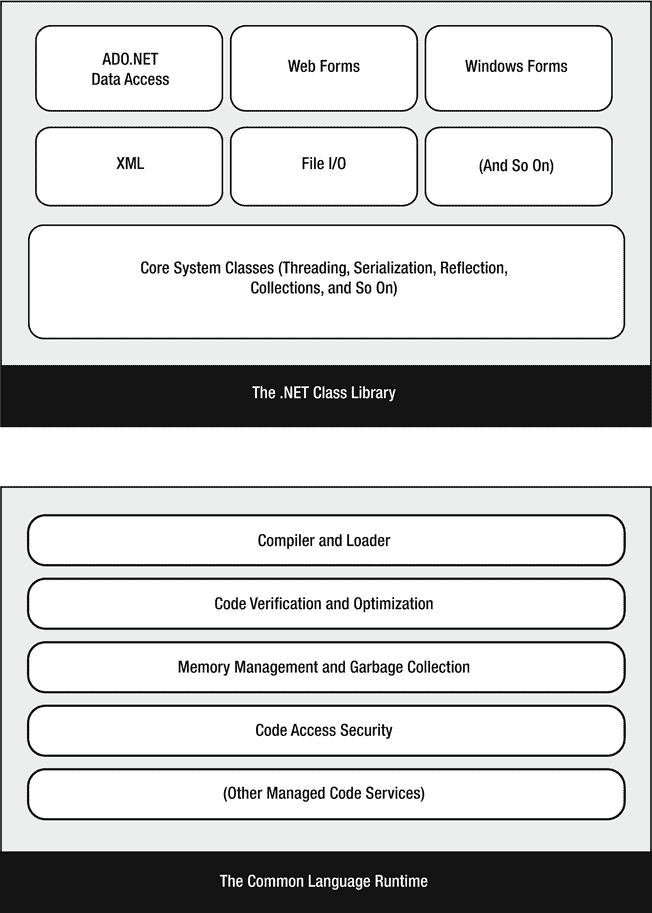 ADO.NET
Data Access
Web Forms
Windows Forms
XML
File I/O
(And So On)
Core System Classes (Threading, Serialization, Reflection,
Collections, and So On)
The .NET Class Library
Compiler and Loader
Code Verification and Optimization
Memory Management and Garbage Collection
Code Access Security
(Other Managed Code Services)
The Common Language Runtime